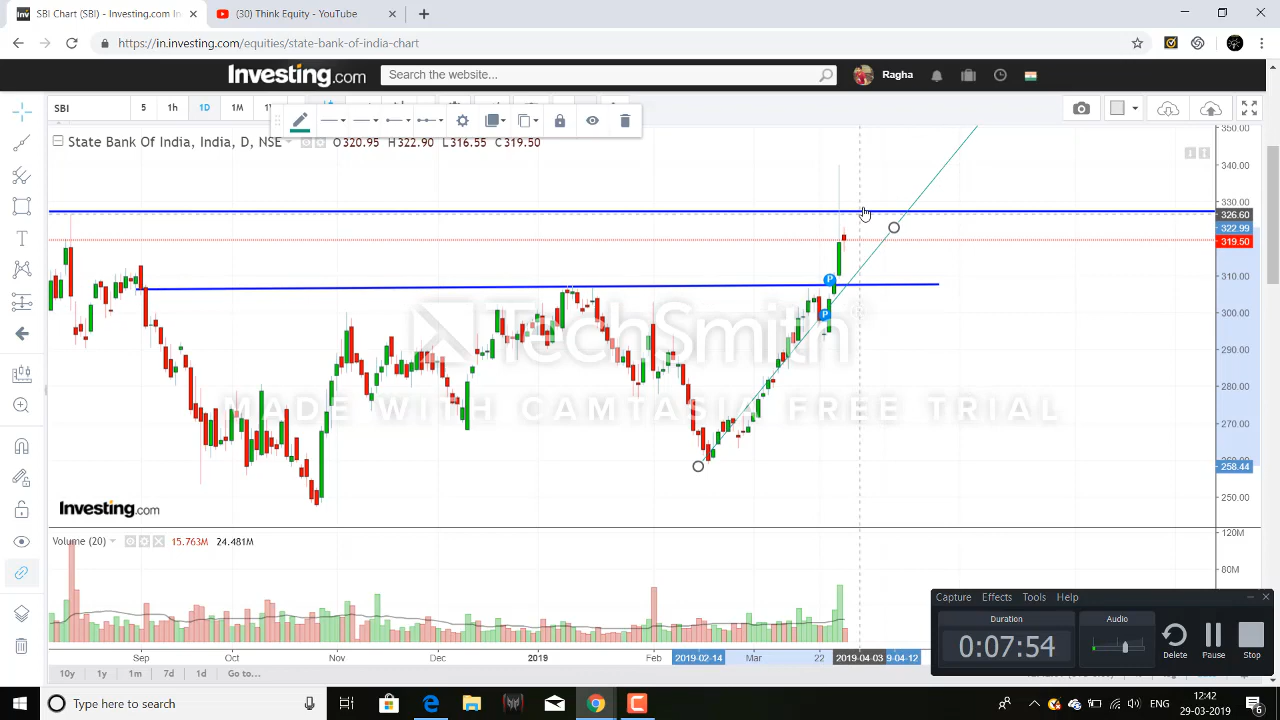 SBI Chart (SBI) - Investing.com In
(30) Think Equity - YouTube
https://in.investing.com/equities/state-bank-of-india-chart
Investing.com
Search the website...
Ragha
SBI
5
1h
1D
1M
State Bank Of India, India, D, NSE
O320.95 H322.90 L316.55 C319.50
350.00
340.00
330.00
326.60
322.99
319.50
310.00
300.00
290.00
280.00
270.00
258.44
250.00
P
P
TechSmith
MADE WITH CAMTASIA FREE TRIAL
Investing.com
Volume (20)
15.763M 24.481M
120M
80M
Capture Effects Tools Help
Duration
0:07:54
Audio
Delete
Pause
Stop
Sep
Oct
Nov
Dec
2019
Feb
2019-02-14
Mar
22
2019-04-03
9-04-12
10y
1y
1m
7d
1d
Go to...
Type here to search
ENG
12:42
29-03-2019
6